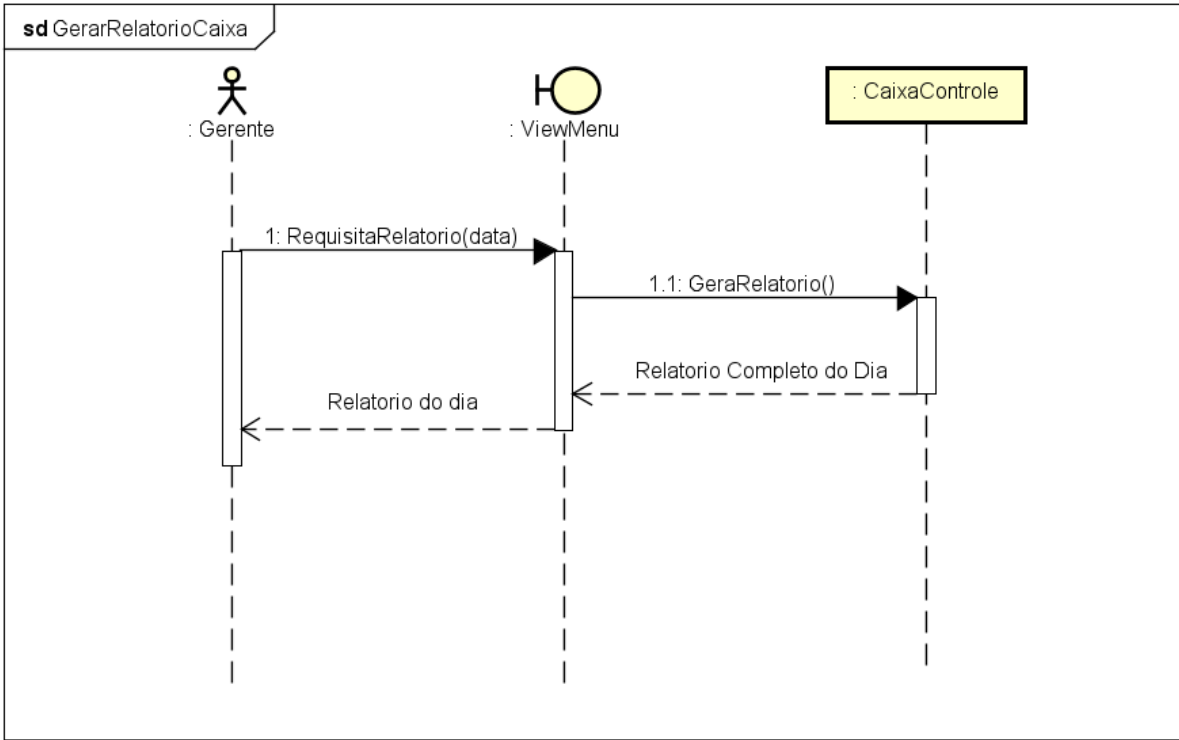 sd GerarRelatorioCaixa
: Gerente
: ViewMenu
: CaixaControle
1: RequisitaRelatorio(data)
1.1: GeraRelatorio()
Relatorio Completo do Dia
Relatorio do dia